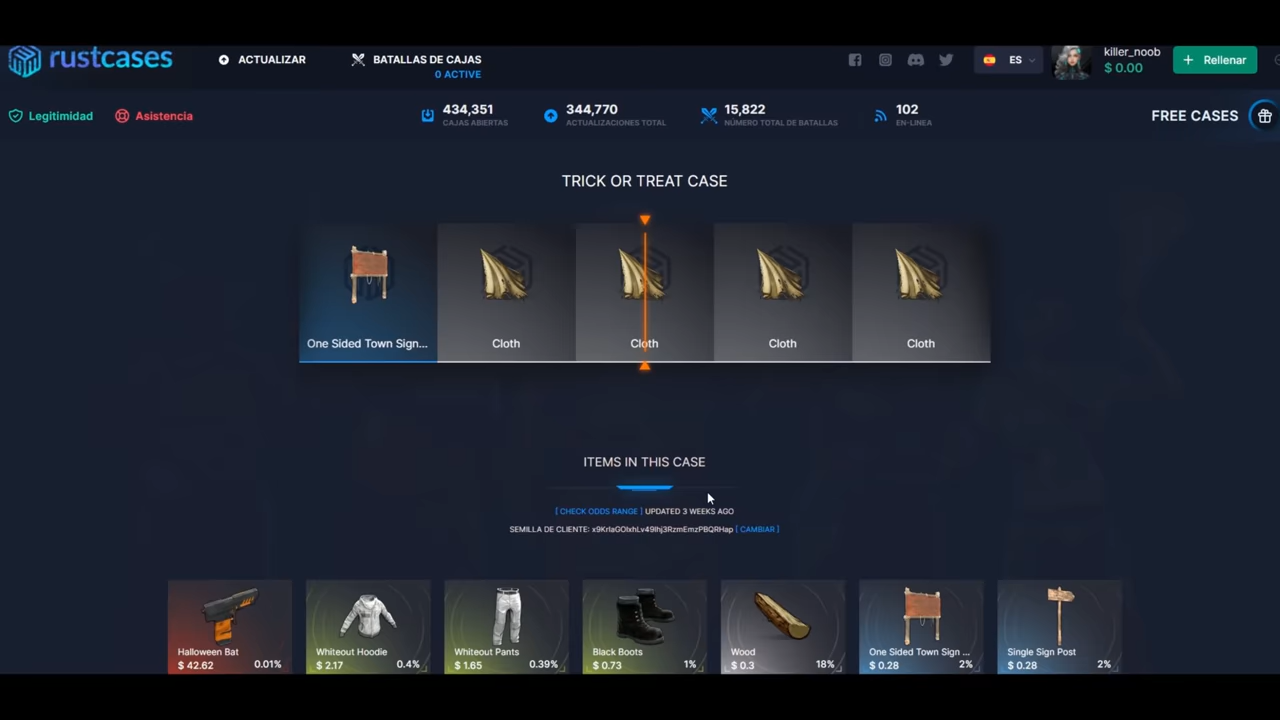 rustcases
ACTUALIZAR
BATALLAS DE CAJAS
0 ACTIVE
ES
killer_noob
$ 0.00
Rellenar
Legitimidad
Asistencia
434,351
CAJAS ABIERTAS
344,770
ACTUALIZACIONES TOTAL
15,822
NÚMERO TOTAL DE BATALLAS
102
EN-LINEA
FREE CASES
TRICK OR TREAT CASE
One Sided Town Sign...
Cloth
Cloth
Cloth
Cloth
ITEMS IN THIS CASE
[ CHECK ODDS RANGE ] UPDATED 3 WEEKS AGO
SEMILLA DE CLIENTE: x9KrlaGOlxhLv49Ihj3RzmEmzPBQRHap [ CAMBIAR ]
Halloween Bat
$ 42.62 0.01%
Whiteout Hoodie
$ 2.17 0.4%
Whiteout Pants
$ 1.65 0.39%
Black Boots
$ 0.73 1%
Wood
$ 0.3 18%
One Sided Town Sign ...
$ 0.28 2%
Single Sign Post
$ 0.28 2%